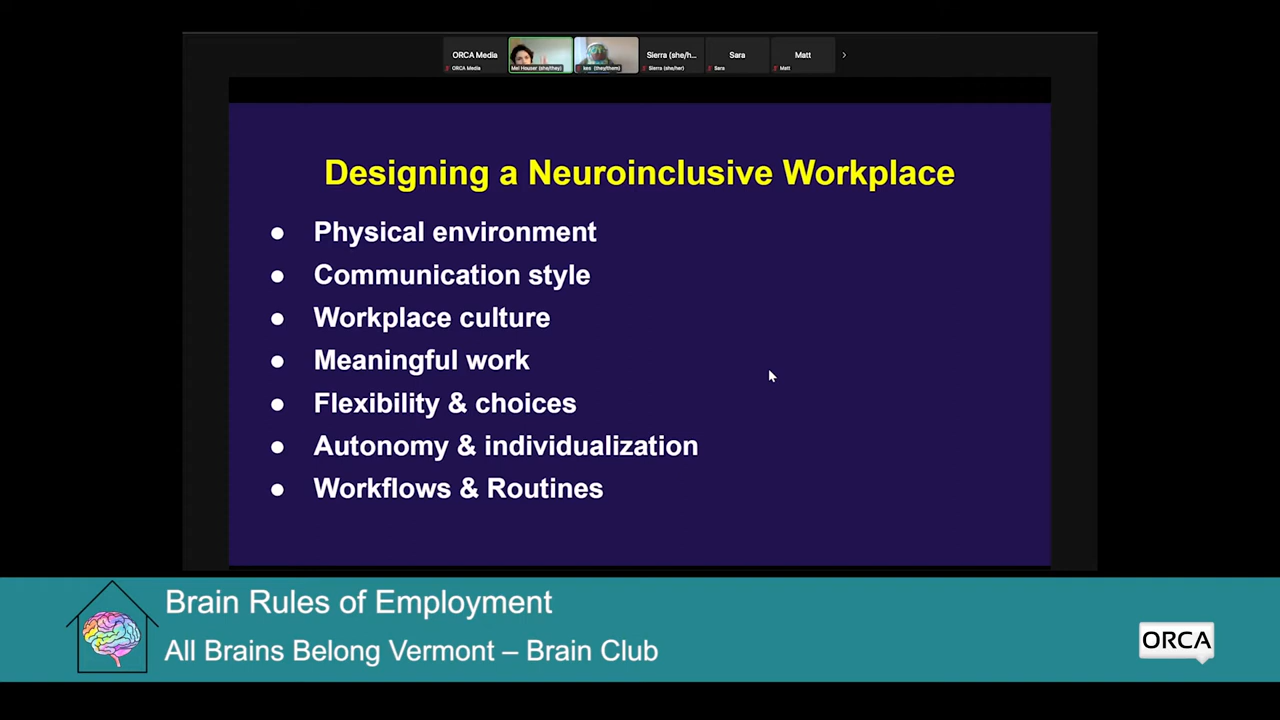 ORCA Media
Sierra (she/h...
Sara
Matt
ORCA Media
Mel Houser (she/they)
kes (they/them)
Sierra (she/her)
Sara
Matt
Designing a Neuroinclusive Workplace
Physical environment
Communication style
Workplace culture
Meaningful work
Flexibility & choices
Autonomy & individualization
Workflows & Routines
Brain Rules of Employment
All Brains Belong Vermont – Brain Club
ORCA